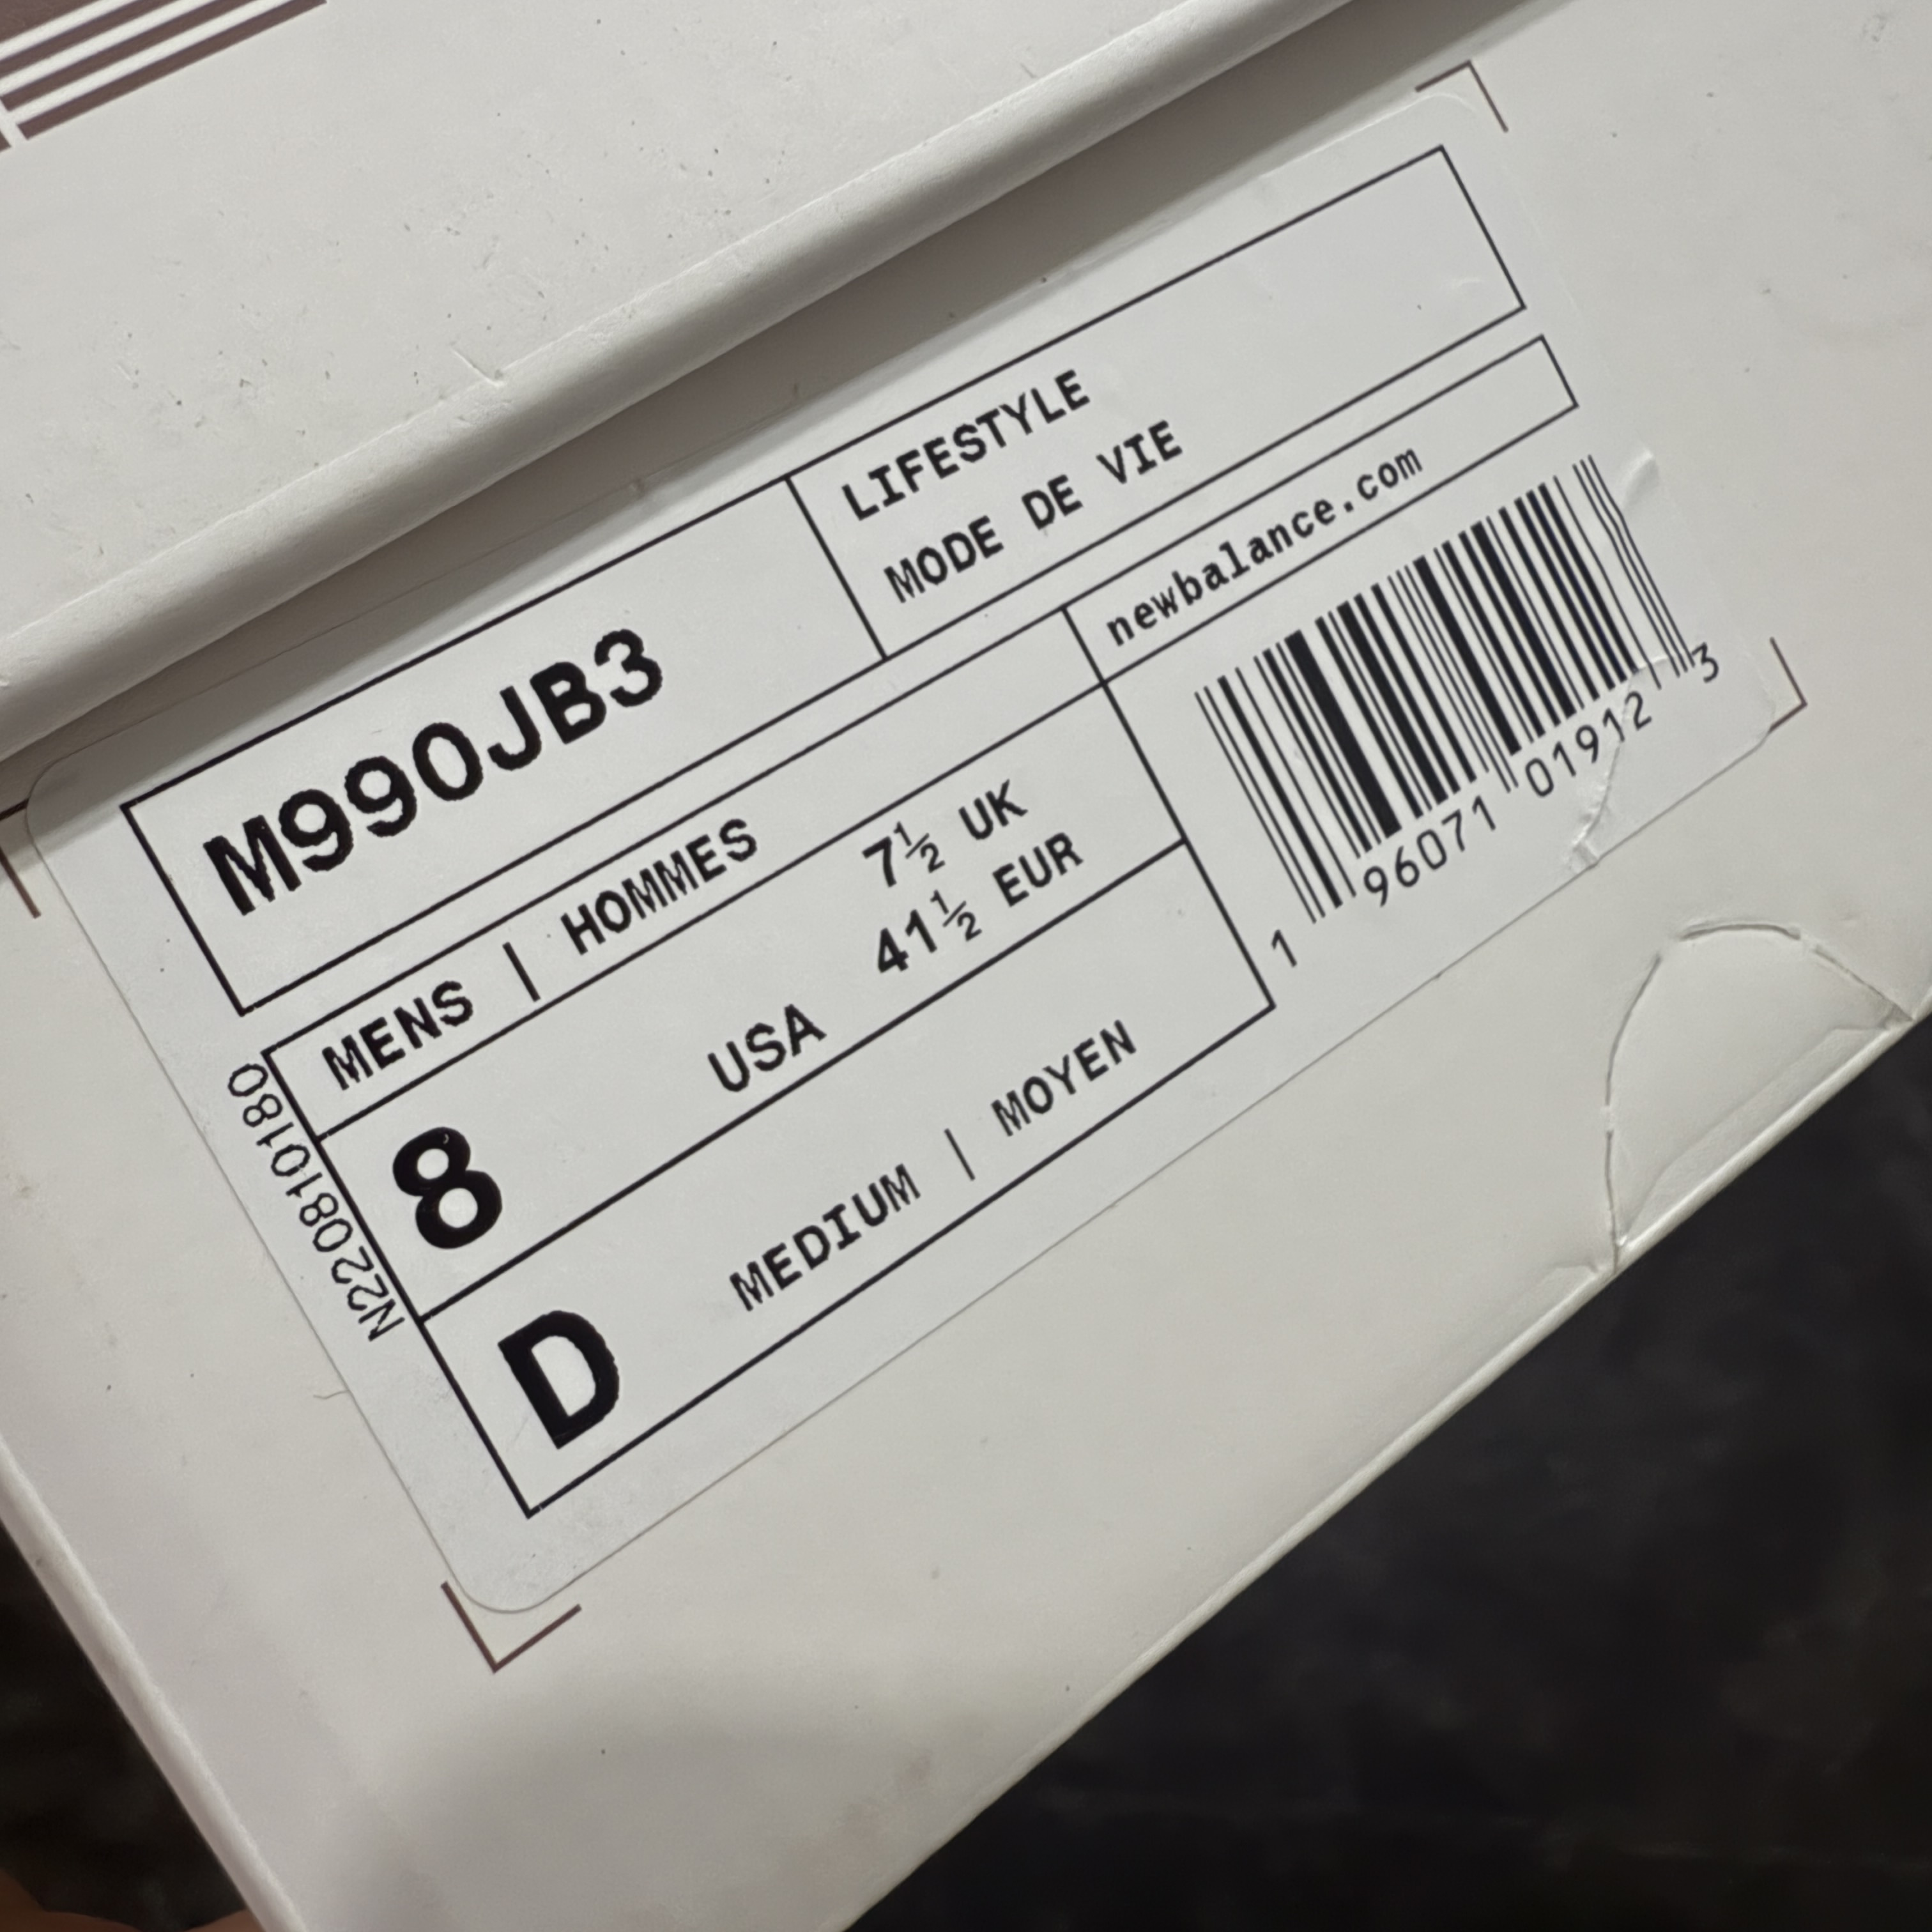 M990JB3
LIFESTYLE
MODE DE VIE
newbalance.com
MENS | HOMMES
8 USA 7½ UK
41½ EUR
D MEDIUM | MOYEN
1 96071 01912 3
N220810180